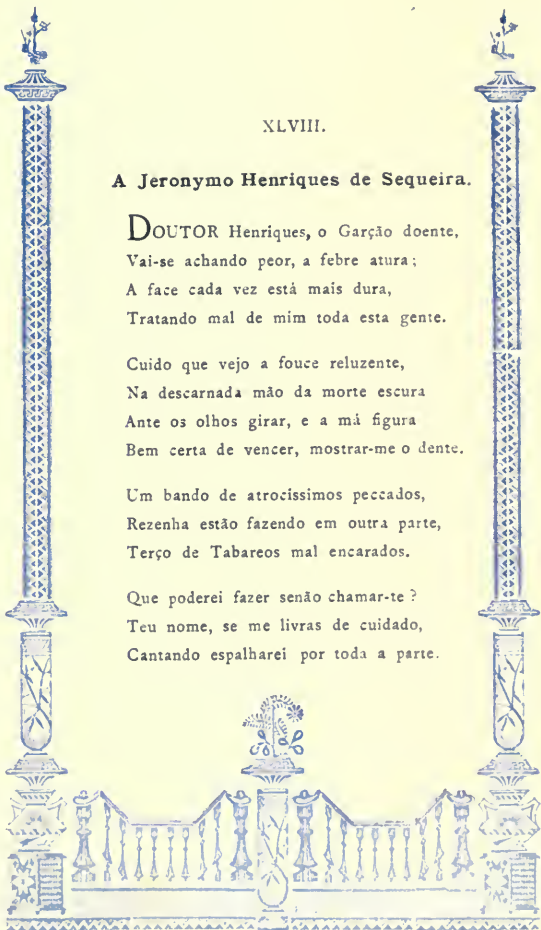 XLVIII.
A Jeronymo Henriques de Sequeira.
DOUTOR Henriques, o Garção doente,
Vai-se achando peor, a febre atura;
A face cada vez está mais dura,
Tratando mal de mim toda esta gente.
Cuido que vejo a fouce reluzente,
Na descarnada mão da morte escura
Ante os olhos girar, e a má figura
Bem certa de vencer, mostrar-me o dente.
Um bando de atrocissimos peccados,
Rezenha estão fazendo em outra parte,
Terço de Tabareos mal encarados.
Que poderei fazer senão chamar-te?
Teu nome, se me livras de cuidado,
Cantando espalharei por toda a parte.